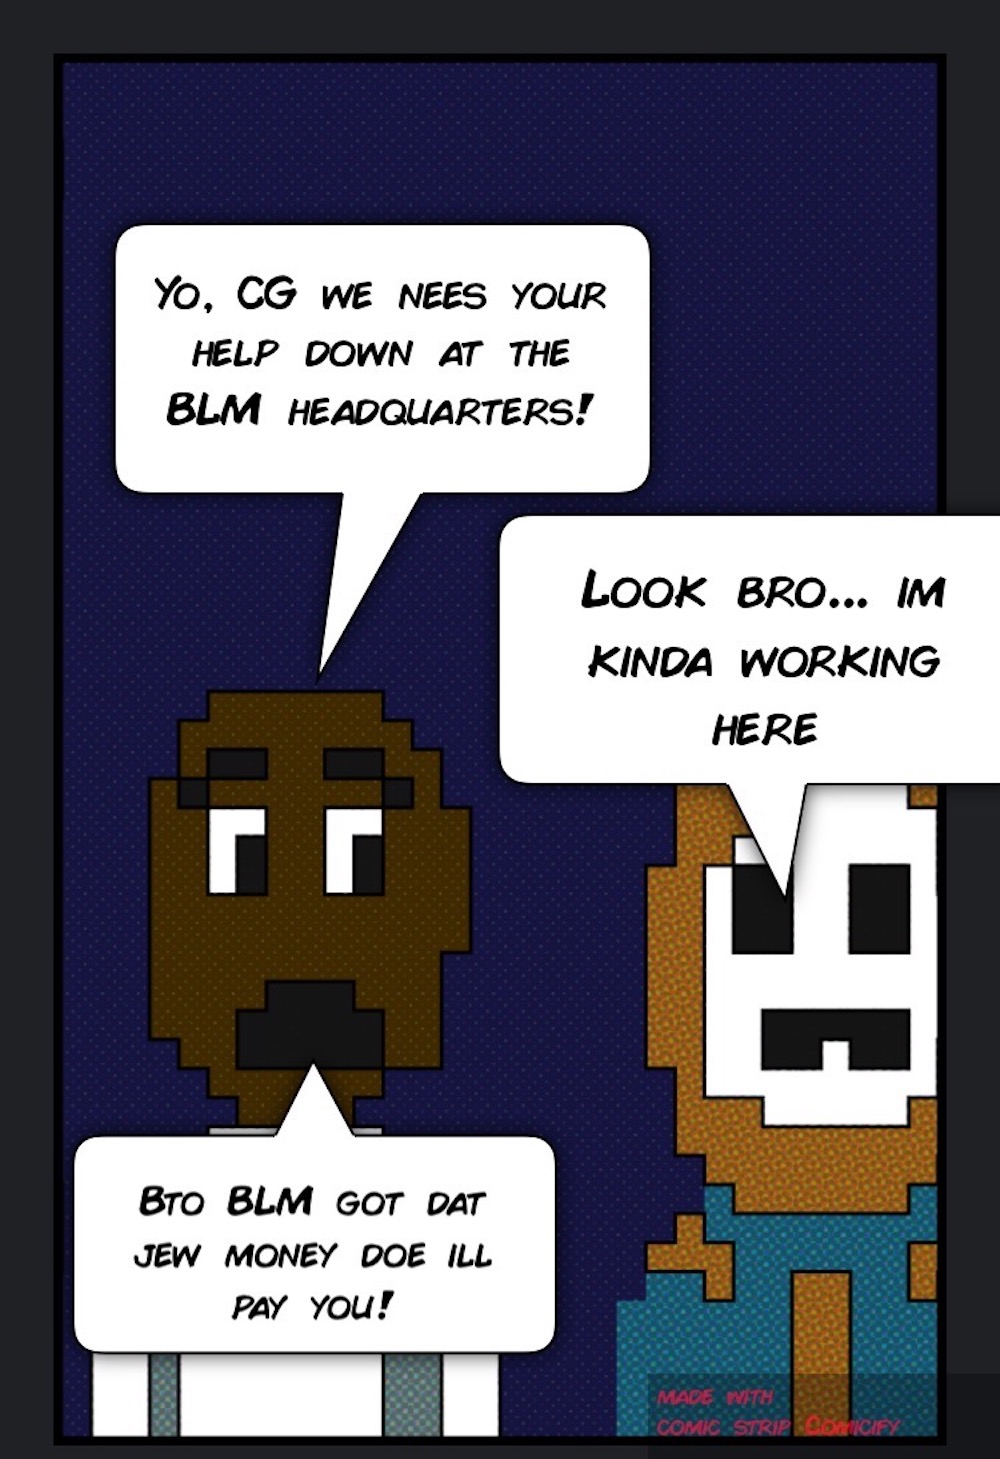 Yo, CG we nees your
help down at the
BLM headquarters!
Look bro... im
kinda working
here
Bto BLM got dat
jew money doe ill
pay you!
made with
comic strip Comicify